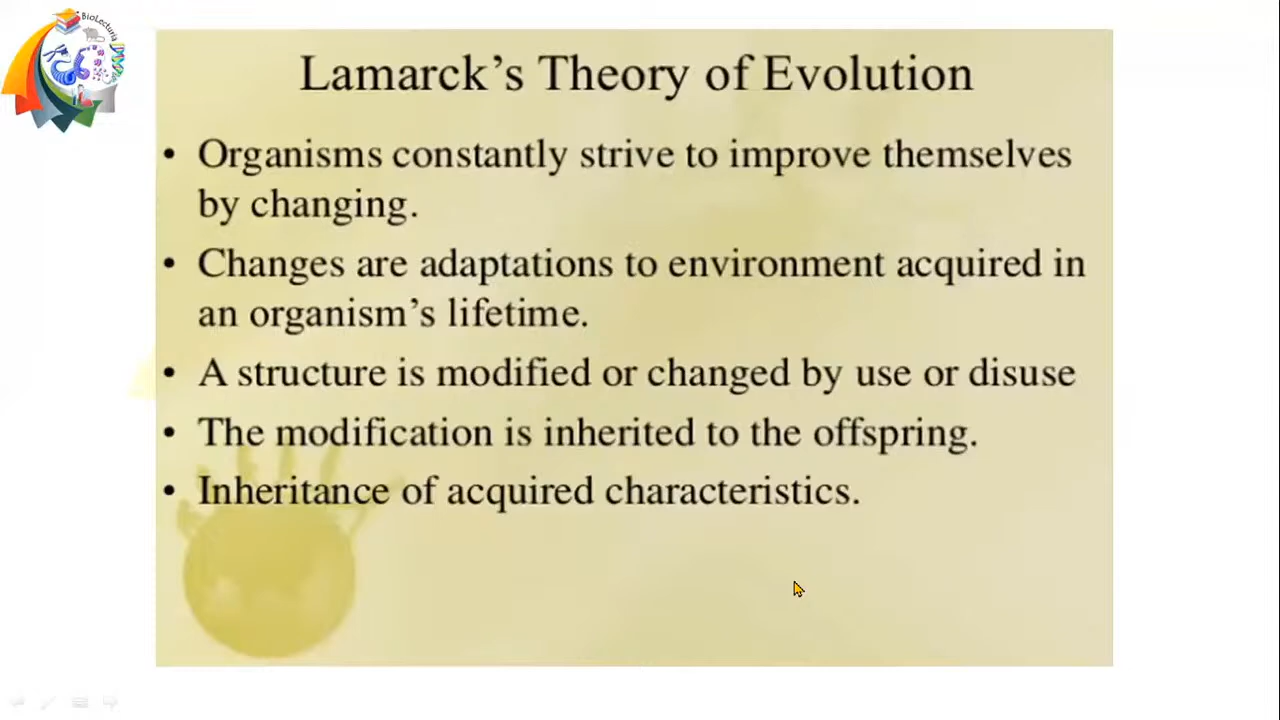 BioLectures
Lamarck's Theory of Evolution
• Organisms constantly strive to improve themselves
by changing.
• Changes are adaptations to environment acquired in
an organism's lifetime.
• A structure is modified or changed by use or disuse
• The modification is inherited to the offspring.
• Inheritance of acquired characteristics.